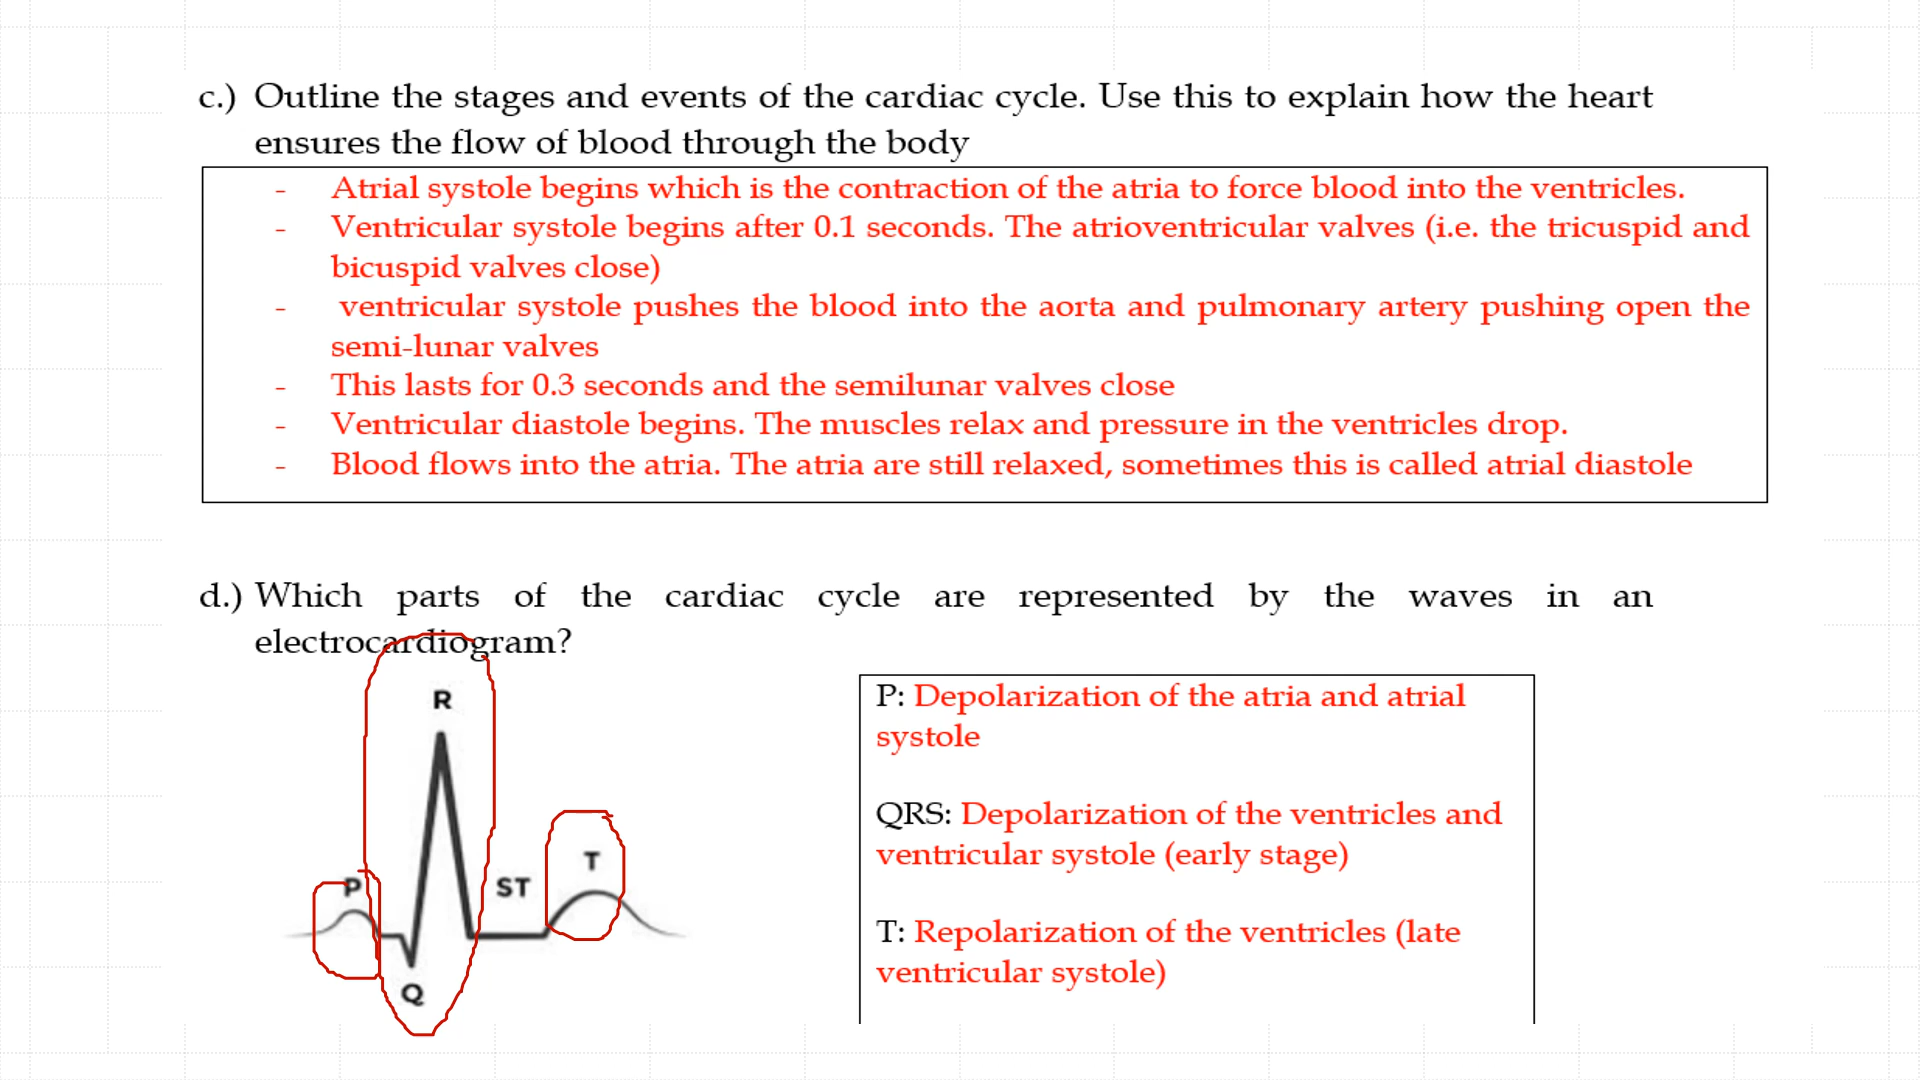 c.) Outline the stages and events of the cardiac cycle. Use this to explain how the heart
ensures the flow of blood through the body
- Atrial systole begins which is the contraction of the atria to force blood into the ventricles.
- Ventricular systole begins after 0.1 seconds. The atrioventricular valves (i.e. the tricuspid and
bicuspid valves close)
- ventricular systole pushes the blood into the aorta and pulmonary artery pushing open the
semi-lunar valves
- This lasts for 0.3 seconds and the semilunar valves close
- Ventricular diastole begins. The muscles relax and pressure in the ventricles drop.
- Blood flows into the atria. The atria are still relaxed, sometimes this is called atrial diastole
d.) Which parts of the cardiac cycle are represented by the waves in an
electrocardiogram?
R
P
ST
T
Q
P: Depolarization of the atria and atrial
systole
QRS: Depolarization of the ventricles and
ventricular systole (early stage)
T: Repolarization of the ventricles (late
ventricular systole)